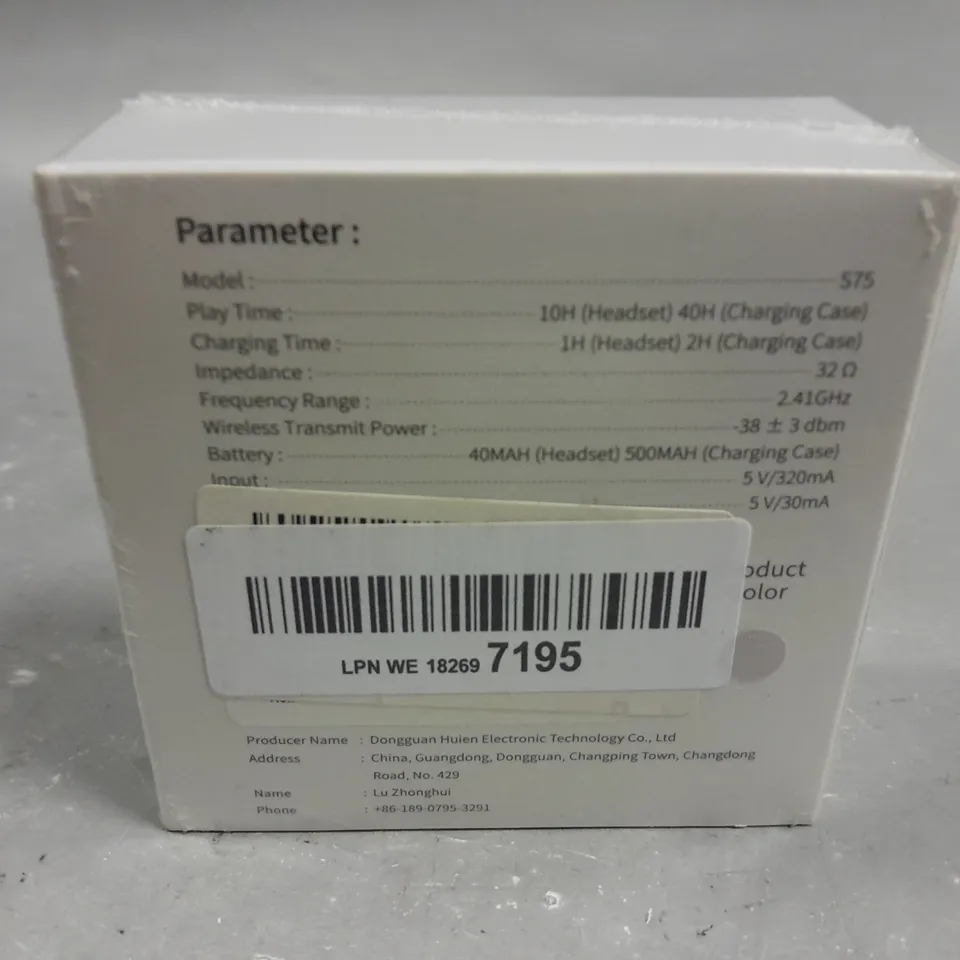 Parameter :
Model : S75
Play Time : 10H (Headset) 40H (Charging Case)
Charging Time : 1H (Headset) 2H (Charging Case)
Impedance : 32 Ω
Frequency Range : 2.41GHz
Wireless Transmit Power : -38 ± 3 dbm
Battery : 40MAH (Headset) 500MAH (Charging Case)
Input : 5 V/320mA
5 V/30mA
oduct
olor
LPN WE 18269 7195
Producer Name : Dongguan Huien Electronic Technology Co., Ltd
Address : China, Guangdong, Dongguan, Changping Town, Changdong
Road, No. 429
Name : Lu Zhonghui
Phone : +86-189-0795-3291